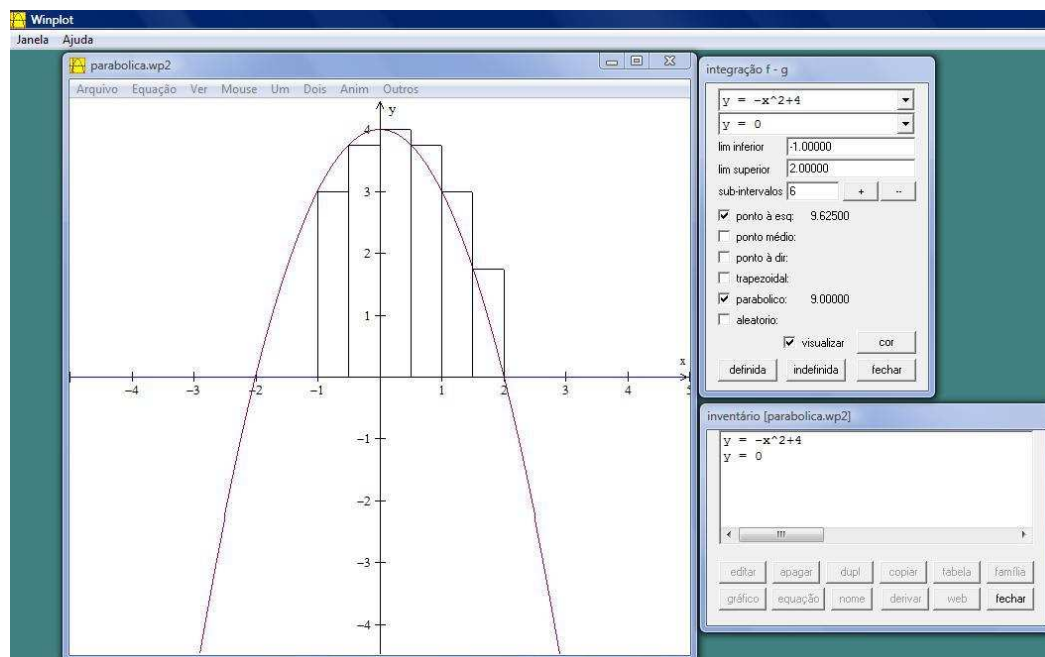 Winplot
Janela Ajuda
parabolica.wp2
Arquivo Equação Ver Mouse Um Dois Anim Outros
y
4
3
2
1
x
-4 -3 -2 -1 1 2 3 4 5
-1
-2
-3
-4
integração f - g
y = -x^2+4
y = 0
lim inferior -1.00000
lim superior 2.00000
sub-intervalos 6 + --
ponto à esq: 9.62500
ponto médio:
ponto à dir:
trapezoidal:
parabolico: 9.00000
aleatorio:
visualizar cor
definida indefinida fechar
inventário [parabolica.wp2]
y = -x^2+4
y = 0
editar apagar dupl copiar tabela família
gráfico equação nome derivar web fechar